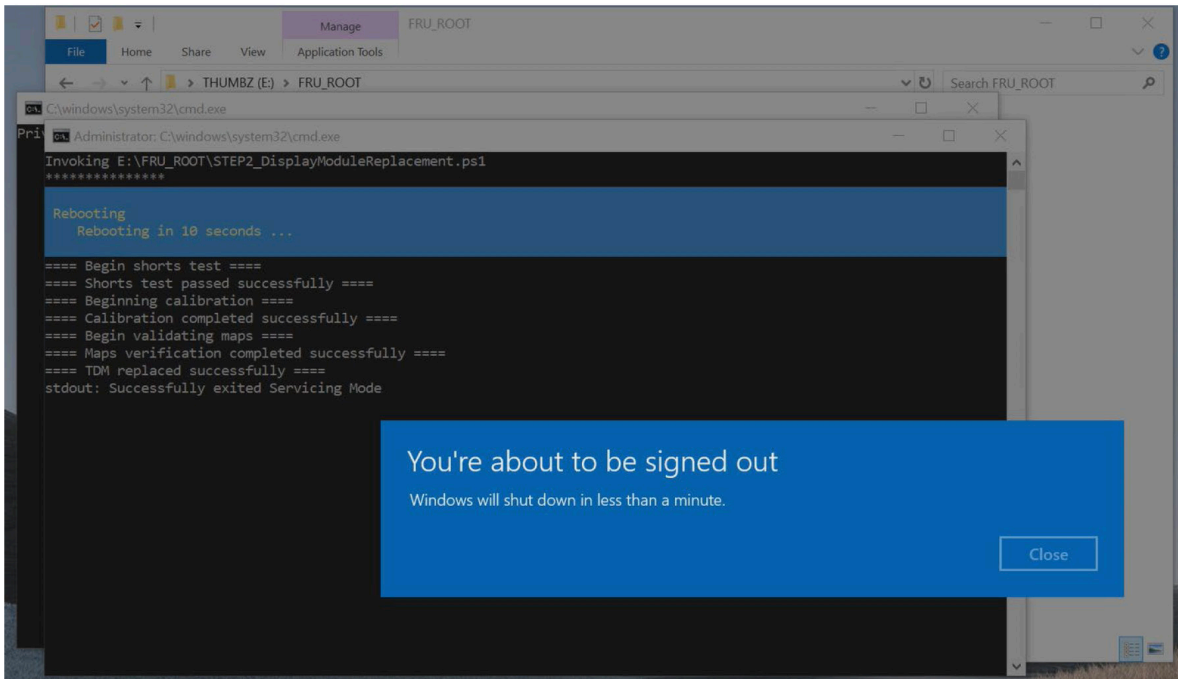 Manage
FRU_ROOT
File
Home
Share
View
Application Tools
THUMBZ (E:) > FRU_ROOT
Search FRU_ROOT
C:\windows\system32\cmd.exe
Pri
Administrator: C:\windows\system32\cmd.exe
Invoking E:\FRU_ROOT\STEP2_DisplayModuleReplacement.ps1
***************
Rebooting
Rebooting in 10 seconds ...
==== Begin shorts test ====
==== Shorts test passed successfully ====
==== Beginning calibration ====
==== Calibration completed successfully ====
==== Begin validating maps ====
==== Maps verification completed successfully ====
==== TDM replaced successfully ====
stdout: Successfully exited Servicing Mode
You're about to be signed out
Windows will shut down in less than a minute.
Close